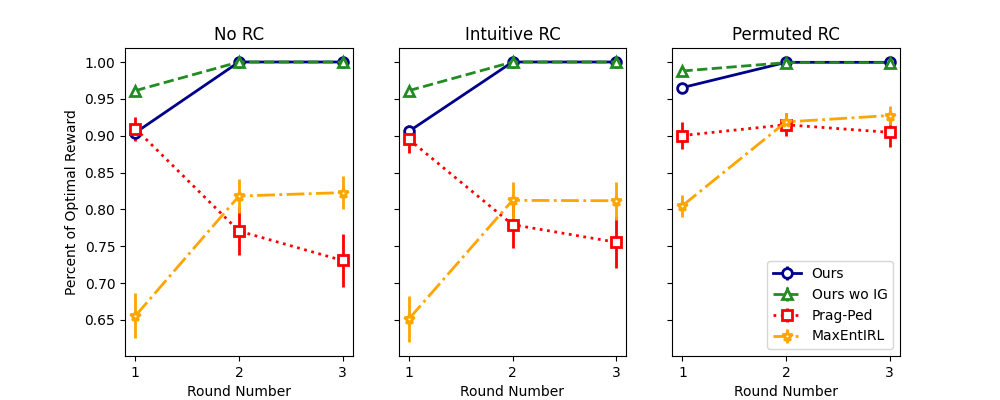 No RC
Intuitive RC
Permuted RC
Percent of Optimal Reward
1.00
0.95
0.90
0.85
0.80
0.75
0.70
0.65
1 2 3
1 2 3
1 2 3
Round Number
Round Number
Round Number
Ours
Ours wo IG
Prag-Ped
MaxEntIRL